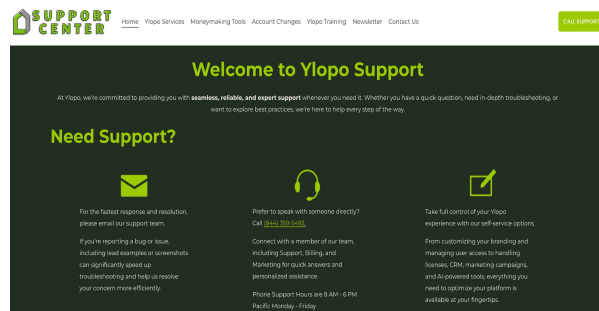 SUPPORT
CENTER
Home Ylopo Services Moneymaking Tools Account Changes Ylopo Training Newsletter Contact Us
CALL SUPPORT
Welcome to Ylopo Support
At Ylopo, we're committed to providing you with seamless, reliable, and expert support whenever you need it. Whether you have a quick question, need in-depth troubleshooting, or
want to explore best practices, we're here to help every step of the way.
Need Support?
For the fastest response and resolution,
please email our support team.
If you're reporting a bug or issue,
including lead examples or screenshots
can significantly speed up
troubleshooting and help us resolve
your concern more efficiently.
Prefer to speak with someone directly?
Call (844) 359-5493.
Connect with a member of our team,
including Support, Billing, and
Marketing for quick answers and
personalized assistance.
Phone Support Hours are 8 AM - 6 PM
Pacific Monday - Friday
Take full control of your Ylopo
experience with our self-service options.
From customizing your branding and
managing user access to handling
licenses, CRM, marketing campaigns,
and AI-powered tools, everything you
need to optimize your platform is
available at your fingertips.